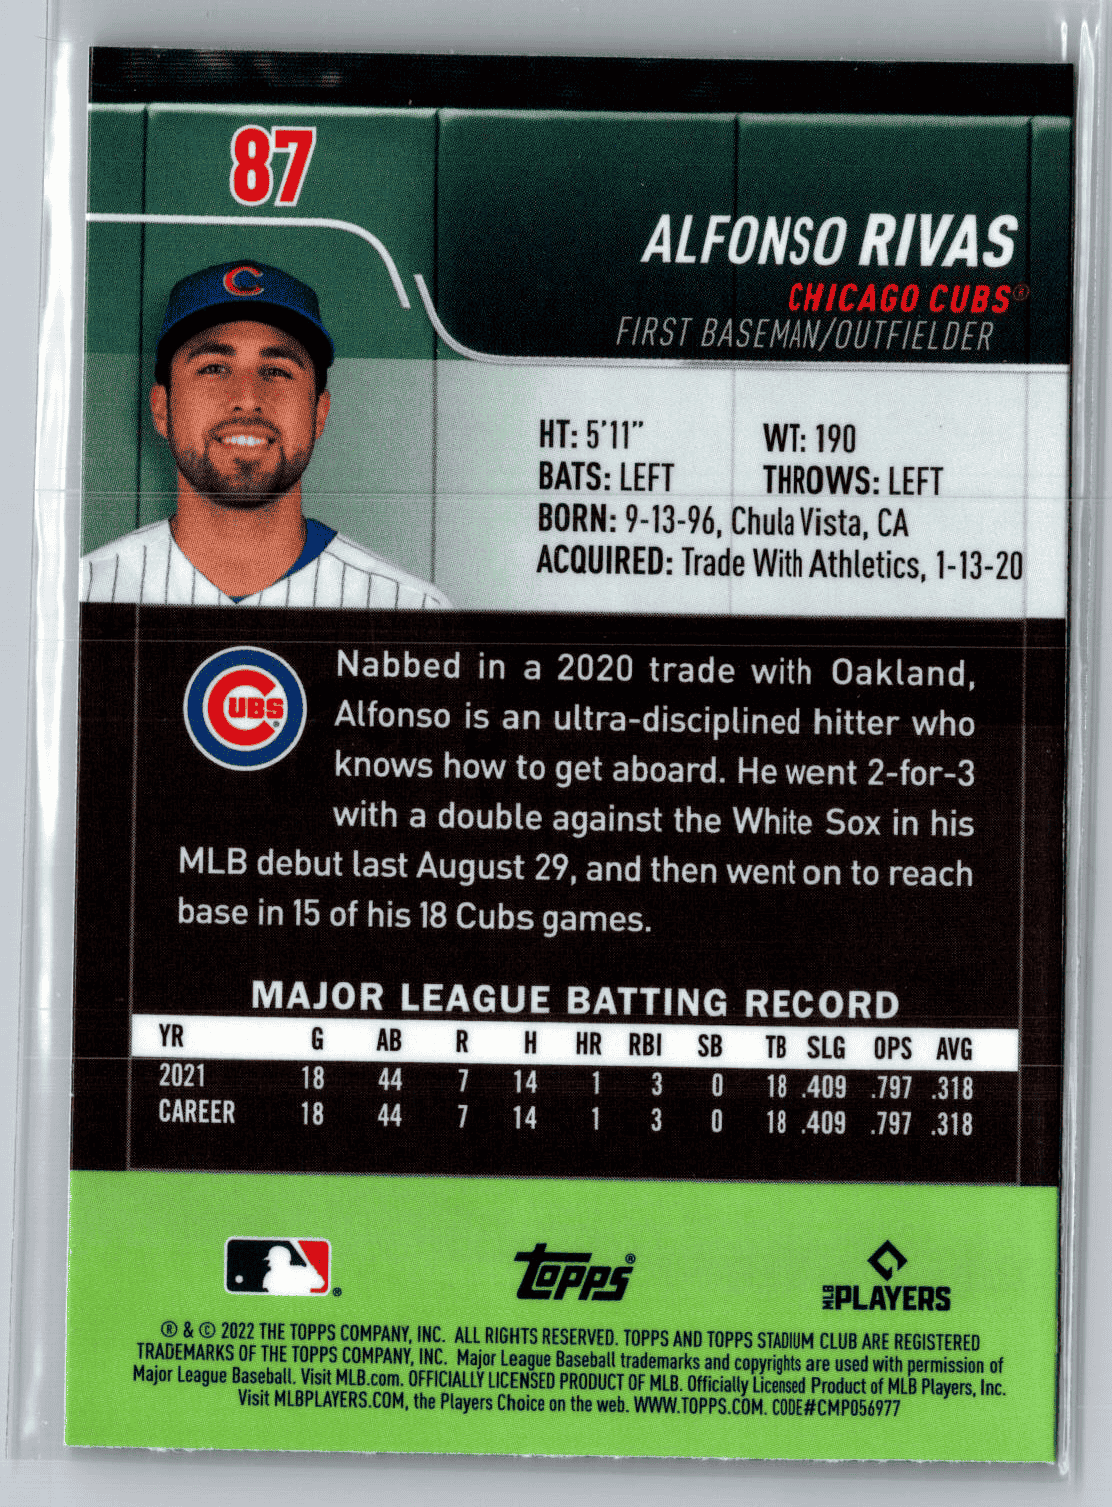 87
ALFONSO RIVAS
CHICAGO CUBS®
FIRST BASEMAN/OUTFIELDER
HT: 5'11" WT: 190
BATS: LEFT THROWS: LEFT
BORN: 9-13-96, Chula Vista, CA
ACQUIRED: Trade With Athletics, 1-13-20
C
CUBS®
Nabbed in a 2020 trade with Oakland,
Alfonso is an ultra-disciplined hitter who
knows how to get aboard. He went 2-for-3
with a double against the White Sox in his
MLB debut last August 29, and then went on to reach
base in 15 of his 18 Cubs games.
MAJOR LEAGUE BATTING RECORD
YR G AB R H HR RBI SB TB SLG OPS AVG
2021 18 44 7 14 1 3 0 18 .409 .797 .318
CAREER 18 44 7 14 1 3 0 18 .409 .797 .318
® Topps® MLB PLAYERS
® & © 2022 THE TOPPS COMPANY, INC. ALL RIGHTS RESERVED. TOPPS AND TOPPS STADIUM CLUB ARE REGISTERED
TRADEMARKS OF THE TOPPS COMPANY, INC. Major League Baseball trademarks and copyrights are used with permission of
Major League Baseball. Visit MLB.com. OFFICIALLY LICENSED PRODUCT OF MLB. Officially Licensed Product of MLB Players, Inc.
Visit MLBPLAYERS.COM, the Players Choice on the web. WWW.TOPPS.COM. CODE#CMP056977